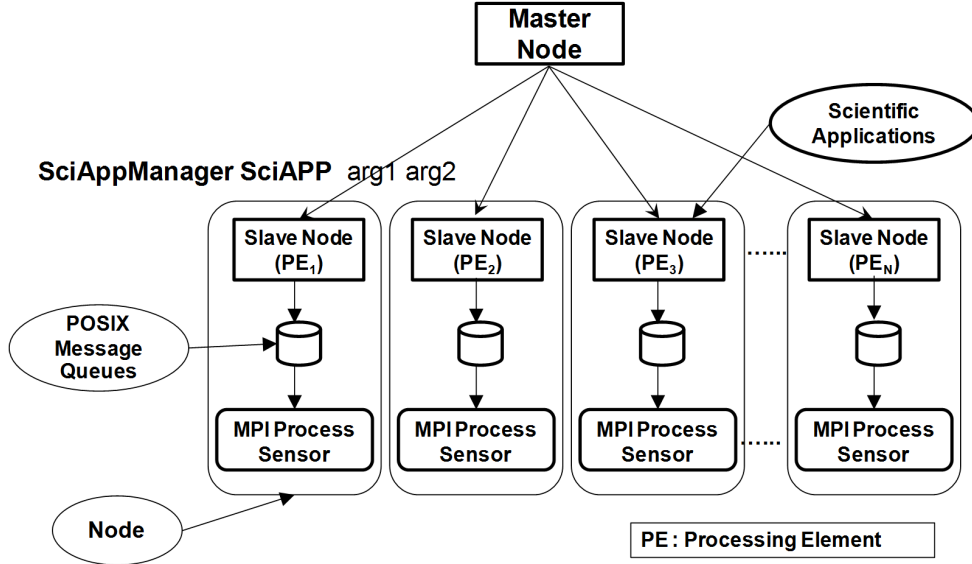 Master
Node
Scientific
Applications
SciAppManager SciAPP arg1 arg2
Slave Node
(PE₁)
Slave Node
(PE₂)
Slave Node
(PE₃)
......
Slave Node
(PEN)
POSIX
Message
Queues
MPI Process
Sensor
MPI Process
Sensor
MPI Process
Sensor
......
MPI Process
Sensor
Node
PE : Processing Element